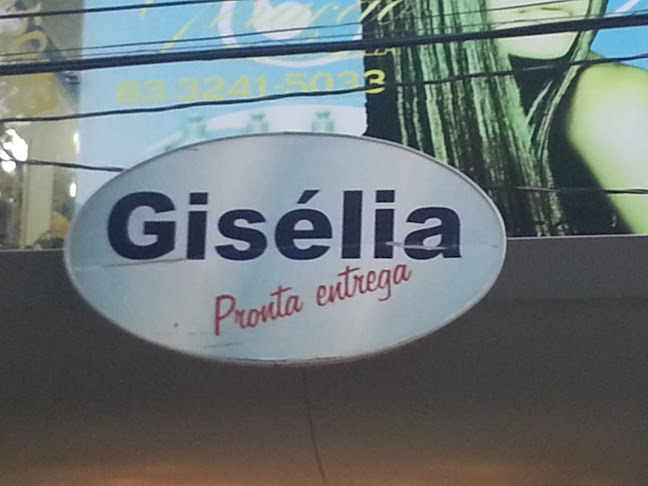 83 3241-5033
Gisélia
Pronta entrega